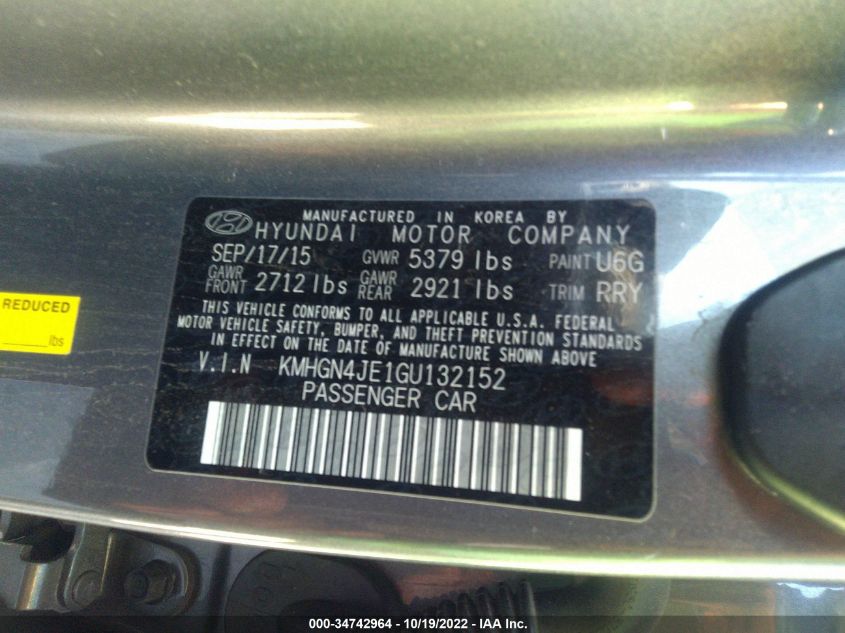 MANUFACTURED IN KOREA BY
HYUNDAI MOTOR COMPANY
SEP/17/15 GVWR 5379 lbs PAINT U6G
GAWR FRONT 2712 lbs GAWR REAR 2921 lbs TRIM RRY
THIS VEHICLE CONFORMS TO ALL APPLICABLE U.S.A. FEDERAL
MOTOR VEHICLE SAFETY, BUMPER, AND THEFT PREVENTION STANDARDS
IN EFFECT ON THE DATE OF MANUFACTURE SHOWN ABOVE
V.I.N KMHGN4JE1GU132152
PASSENGER CAR
REDUCED
lbs
000-34742964 - 10/19/2022 - IAA Inc.